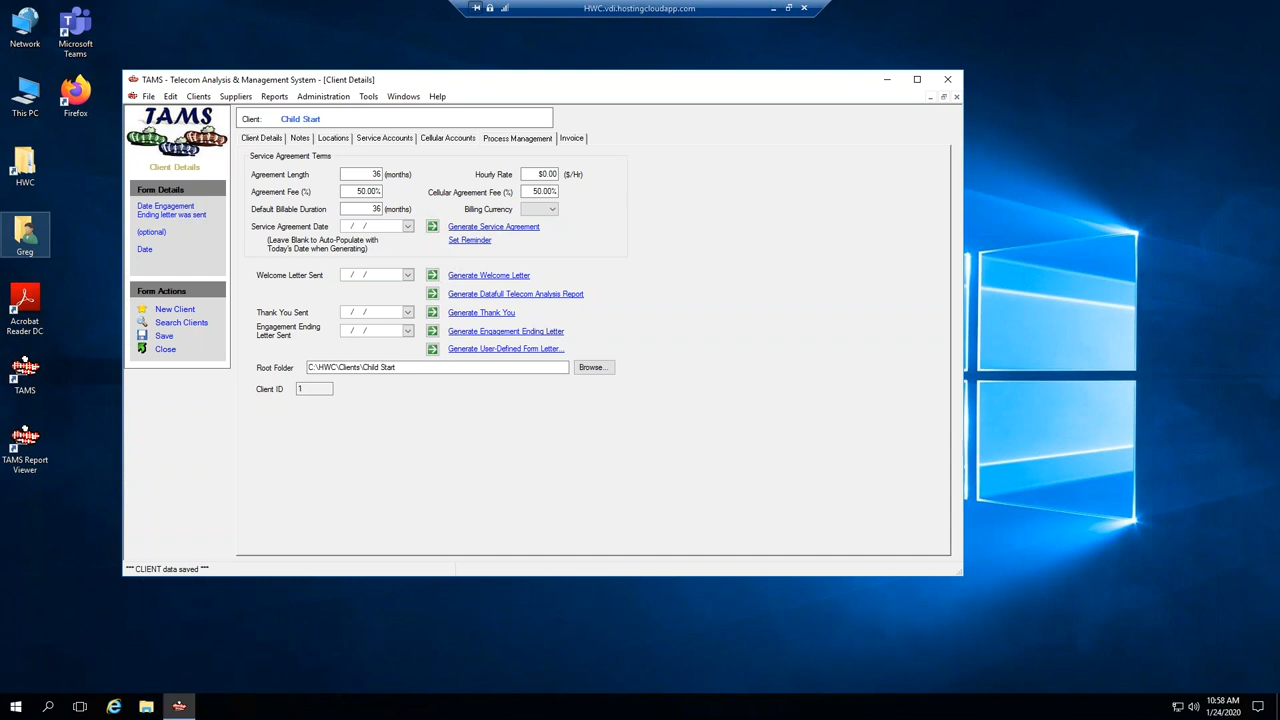 HWC.vdi.hostingcloudapp.com
Network
Microsoft
Teams
This PC
Firefox
HWC
Greg
Acrobat
Reader DC
TAMS
TAMS Report
Viewer
TAMS - Telecom Analysis & Management System - [Client Details]
File Edit Clients Suppliers Reports Administration Tools Windows Help
TAMS
Client Details
Form Details
Date Engagement
Ending letter was sent
(optional)
Date
Form Actions
New Client
Search Clients
Save
Close
Client: Child Start
Client Details Notes Locations Service Accounts Cellular Accounts Process Management Invoice
Service Agreement Terms
Agreement Length 36 (months) Hourly Rate $0.00 ($/Hr)
Agreement Fee (%) 50.00% Cellular Agreement Fee (%) 50.00%
Default Billable Duration 36 (months) Billing Currency
Service Agreement Date / / Generate Service Agreement
(Leave Blank to Auto-Populate with
Today's Date when Generating)
Set Reminder
Welcome Letter Sent / / Generate Welcome Letter
Generate Datafull Telecom Analysis Report
Thank You Sent / / Generate Thank You
Engagement Ending
Letter Sent / / Generate Engagement Ending Letter
Generate User-Defined Form Letter...
Root Folder C:\HWC\Clients\Child Start Browse...
Client ID 1
*** CLIENT data saved ***
10:58 AM
1/24/2020